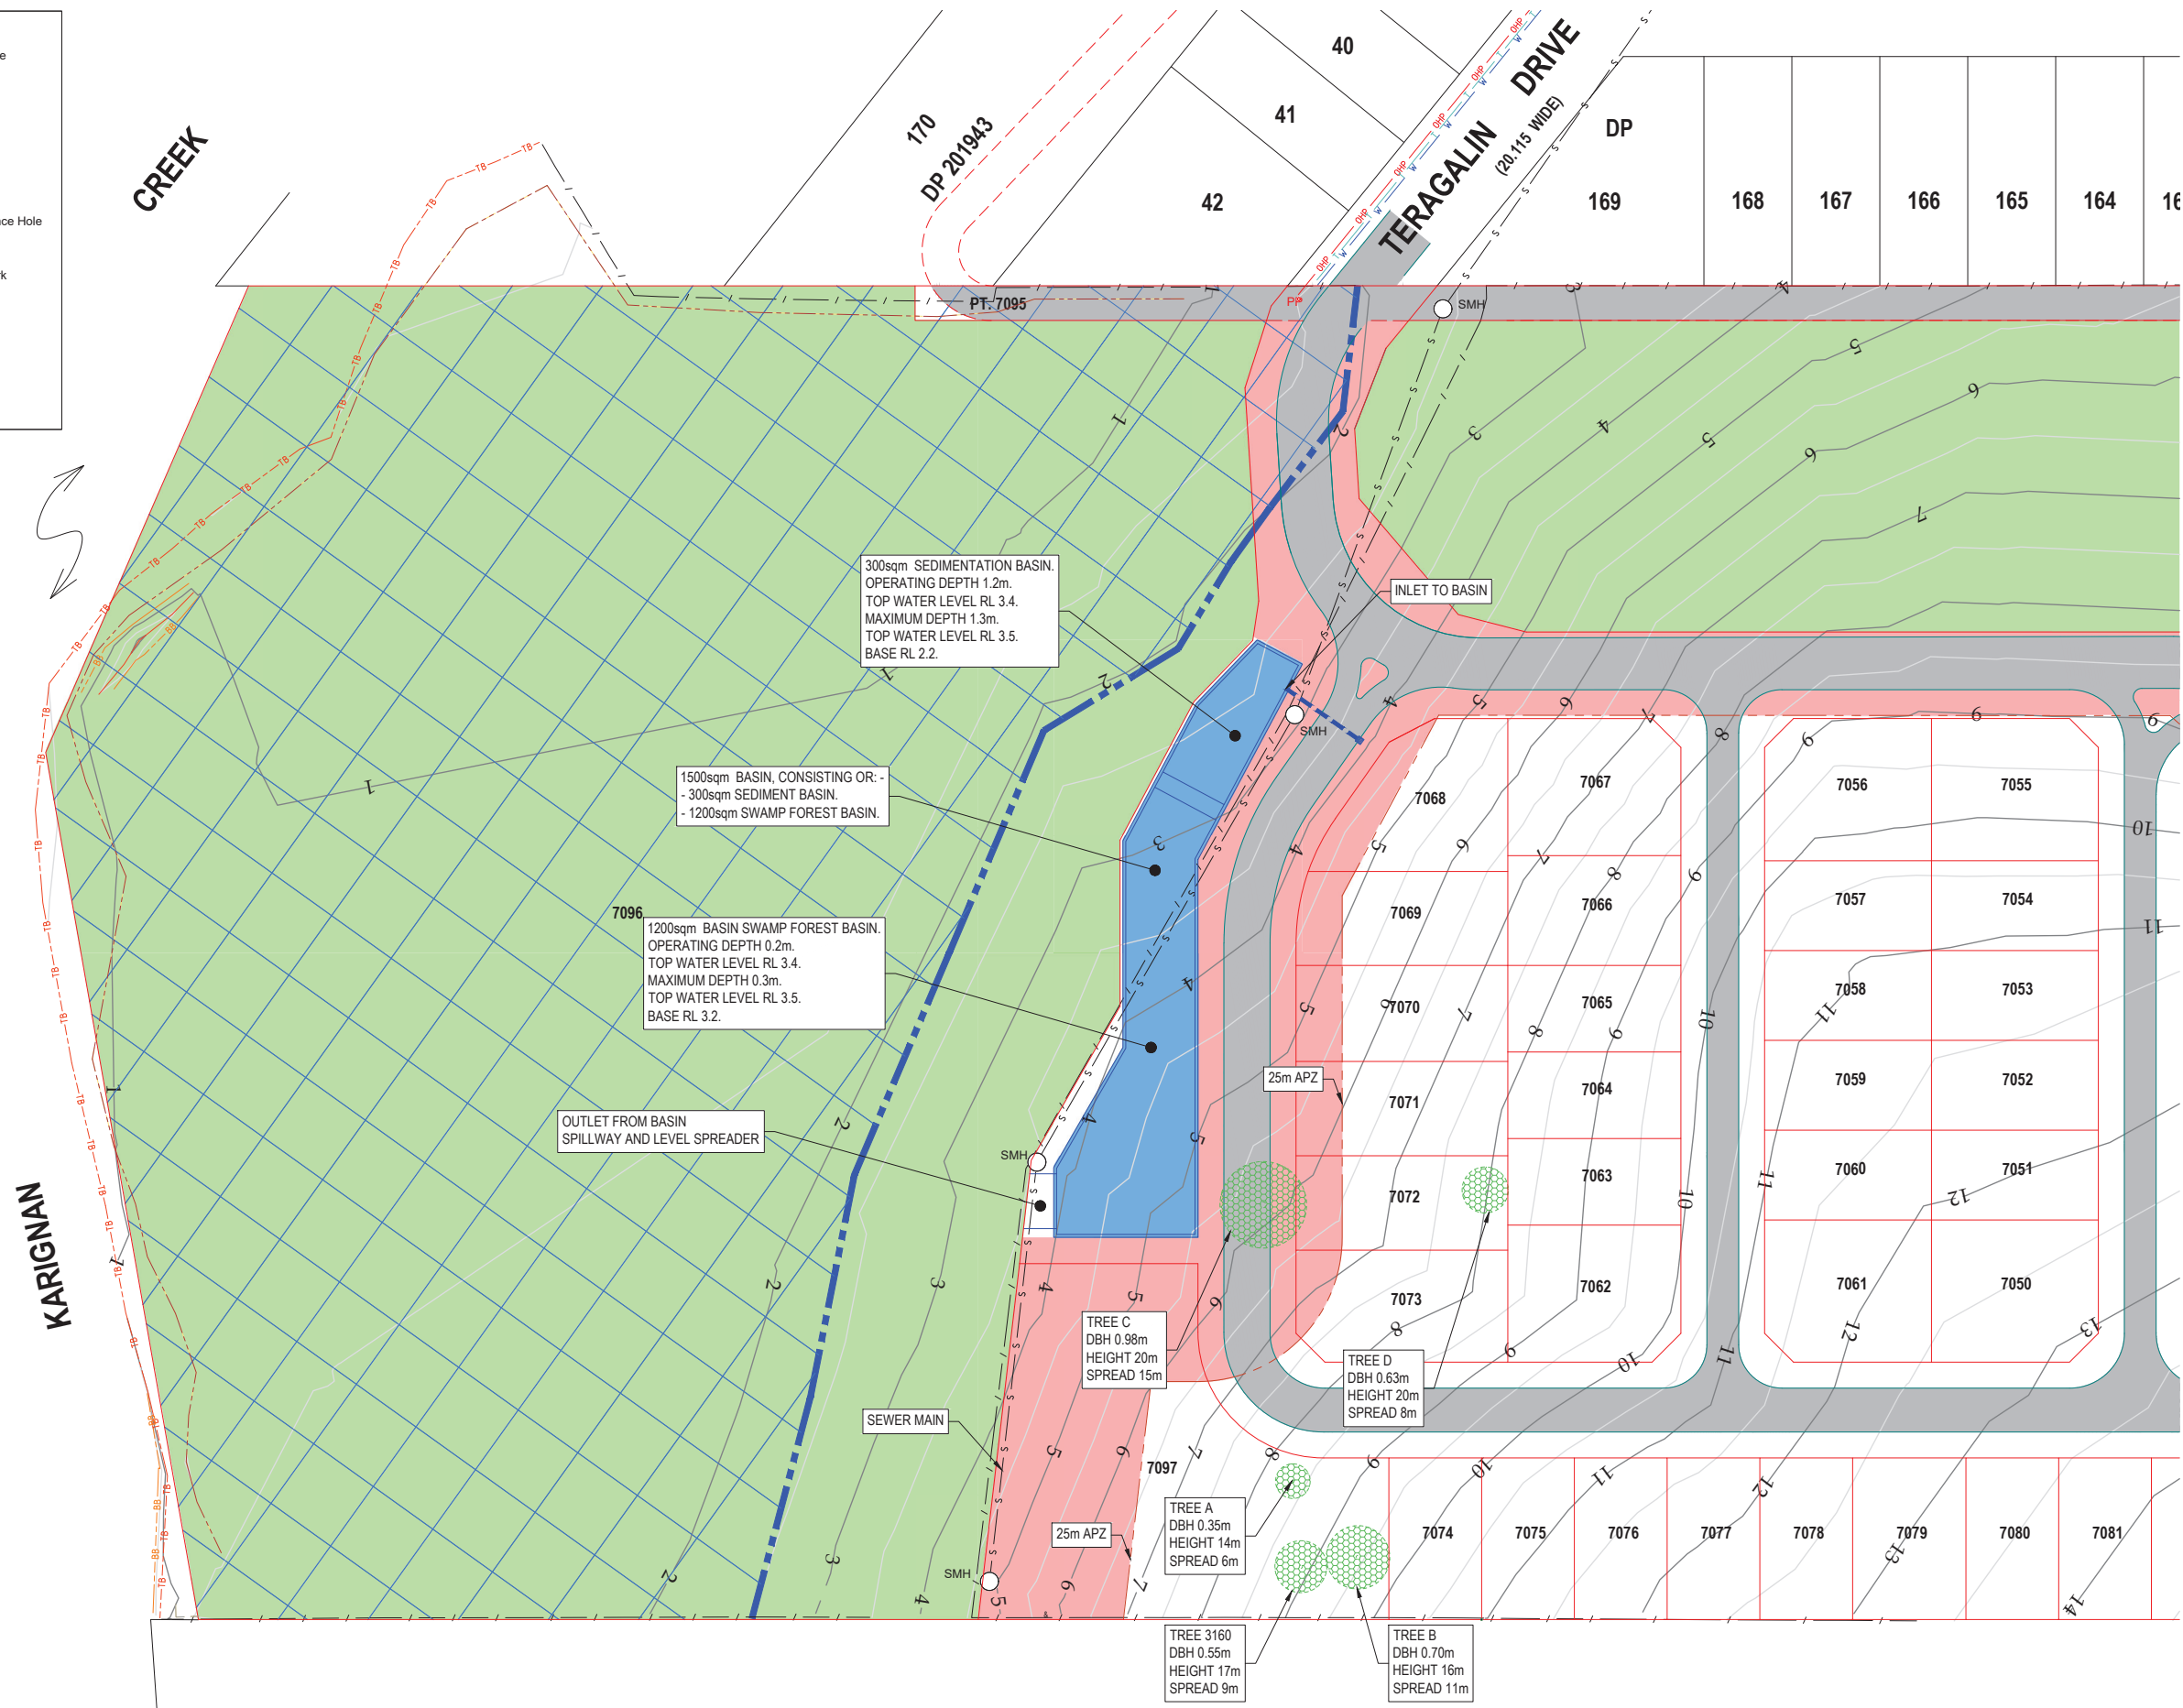 e
ce Hole
k
CREEK
170
DP 201943
40
41
42
TERAGALIN DRIVE
(20.115 WIDE)
DP
169
168
167
166
165
164
16
PT. 7095
PP
SMH
300sqm SEDIMENTATION BASIN.
OPERATING DEPTH 1.2m.
TOP WATER LEVEL RL 3.4.
MAXIMUM DEPTH 1.3m.
TOP WATER LEVEL RL 3.5.
BASE RL 2.2.
INLET TO BASIN
SMH
1500sqm BASIN, CONSISTING OR: -
- 300sqm SEDIMENT BASIN.
- 1200sqm SWAMP FOREST BASIN.
7096
1200sqm BASIN SWAMP FOREST BASIN.
OPERATING DEPTH 0.2m.
TOP WATER LEVEL RL 3.4.
MAXIMUM DEPTH 0.3m.
TOP WATER LEVEL RL 3.5.
BASE RL 3.2.
7068
7067
7056
7055
7069
7066
7057
7054
7070
7065
7058
7053
25m APZ
7071
7064
7059
7052
OUTLET FROM BASIN
SPILLWAY AND LEVEL SPREADER
SMH
7072
7063
7060
7051
KARIGNAN
7073
7062
7061
7050
TREE C
DBH 0.98m
HEIGHT 20m
SPREAD 15m
TREE D
DBH 0.63m
HEIGHT 20m
SPREAD 8m
SEWER MAIN
7097
TREE A
DBH 0.35m
HEIGHT 14m
SPREAD 6m
25m APZ
SMH
7074
7075
7076
7077
7078
7079
7080
7081
TREE 3160
DBH 0.55m
HEIGHT 17m
SPREAD 9m
TREE B
DBH 0.70m
HEIGHT 16m
SPREAD 11m